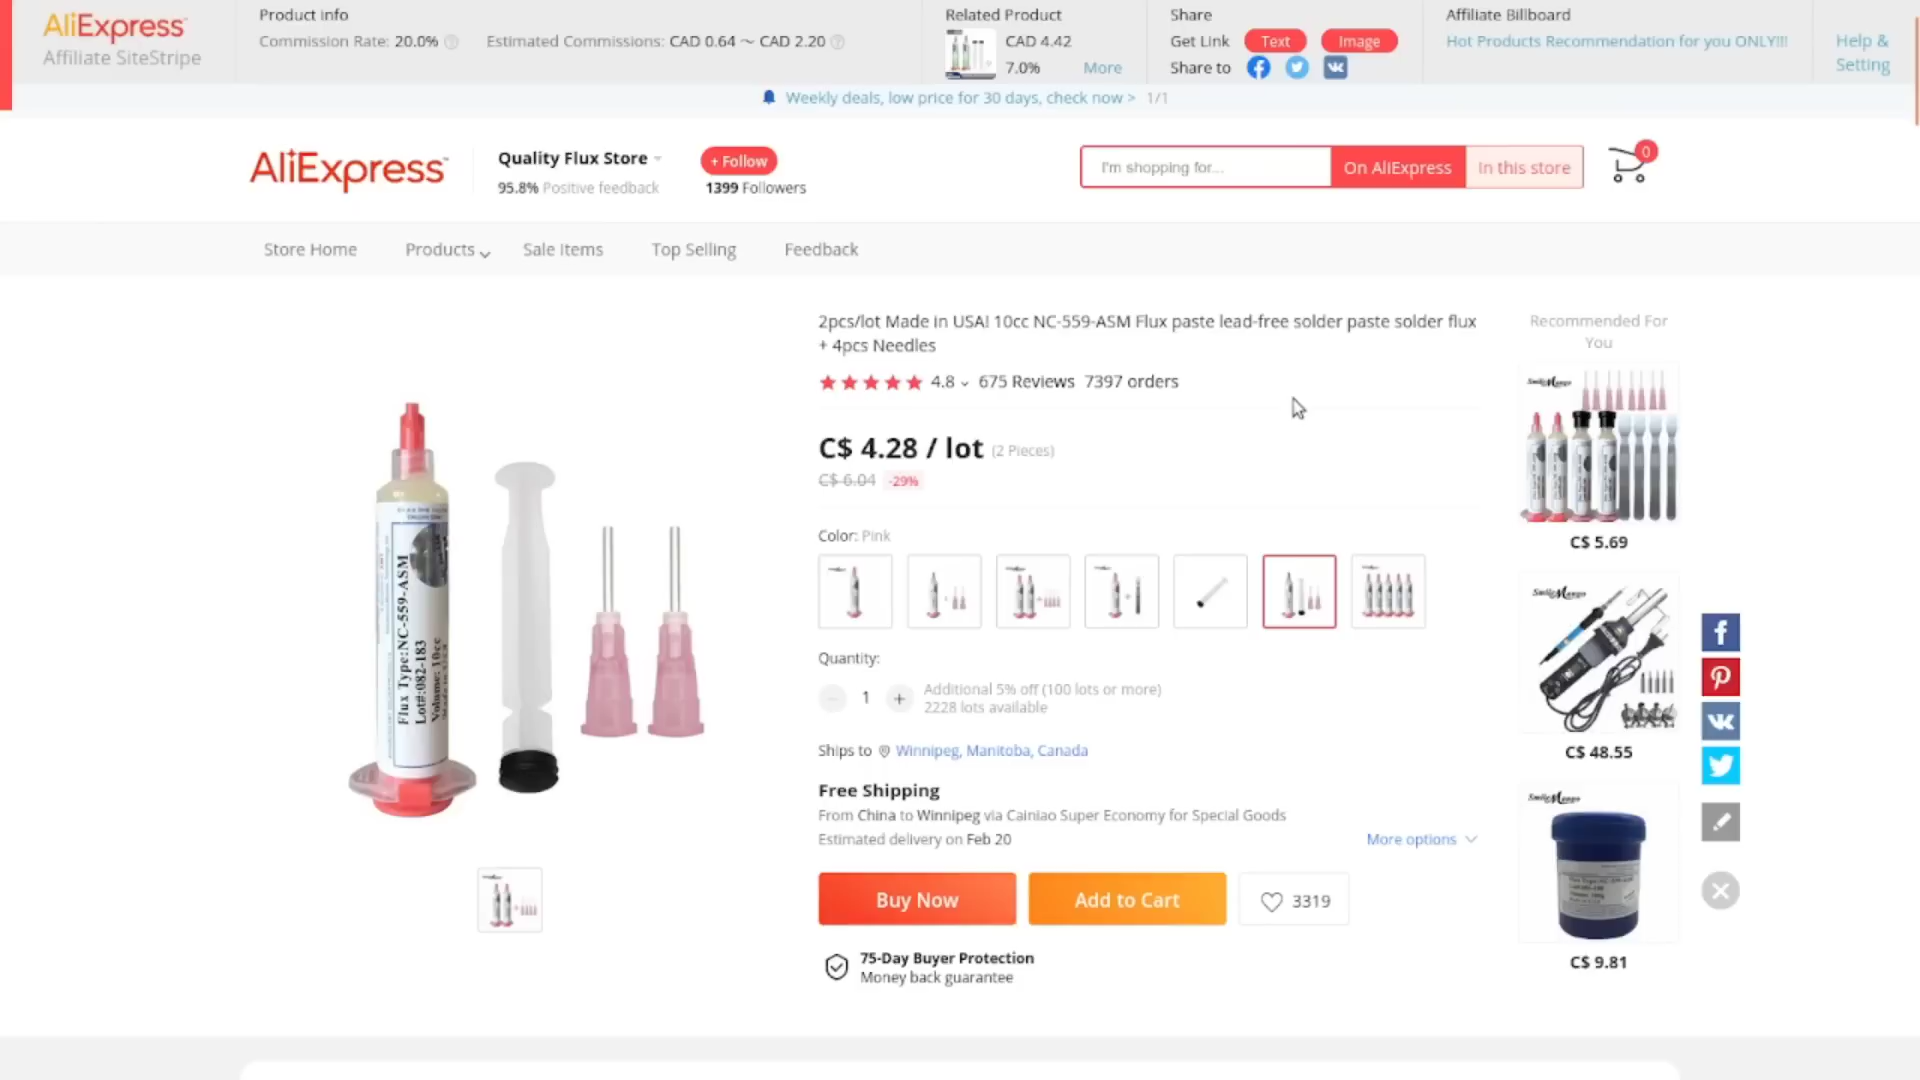 AliExpress
Affiliate SiteStripe
Product info
Commission Rate: 20.0%
Estimated Commissions: CAD 0.64 ～ CAD 2.20
Related Product
CAD 4.42
7.0%
More
Share
Get Link
Text
Image
Share to
Affiliate Billboard
Hot Products Recommendation for you ONLY!!!
Help &
Setting
Weekly deals, low price for 30 days, check now > 1/1
AliExpress
Quality Flux Store
95.8% Positive feedback
+ Follow
1399 Followers
I'm shopping for...
On AliExpress
In this store
0
Store Home
Products
Sale Items
Top Selling
Feedback
2pcs/lot Made in USA! 10cc NC-559-ASM Flux paste lead-free solder paste solder flux
+ 4pcs Needles
4.8
675 Reviews
7397 orders
C$ 4.28 / lot (2 Pieces)
C$ 6.04 -29%
Color: Pink
Quantity:
1
Additional 5% off (100 lots or more)
2228 lots available
Ships to
Winnipeg, Manitoba, Canada
Free Shipping
From China to Winnipeg via Cainiao Super Economy for Special Goods
Estimated delivery on Feb 20
More options
Buy Now
Add to Cart
3319
75-Day Buyer Protection
Money back guarantee
Flux Type:NC-559-ASM
Lot#:082-183
Volume: 10cc
Recommended For
You
SmileMango
C$ 5.69
SmileMango
C$ 48.55
SmileMango
C$ 9.81